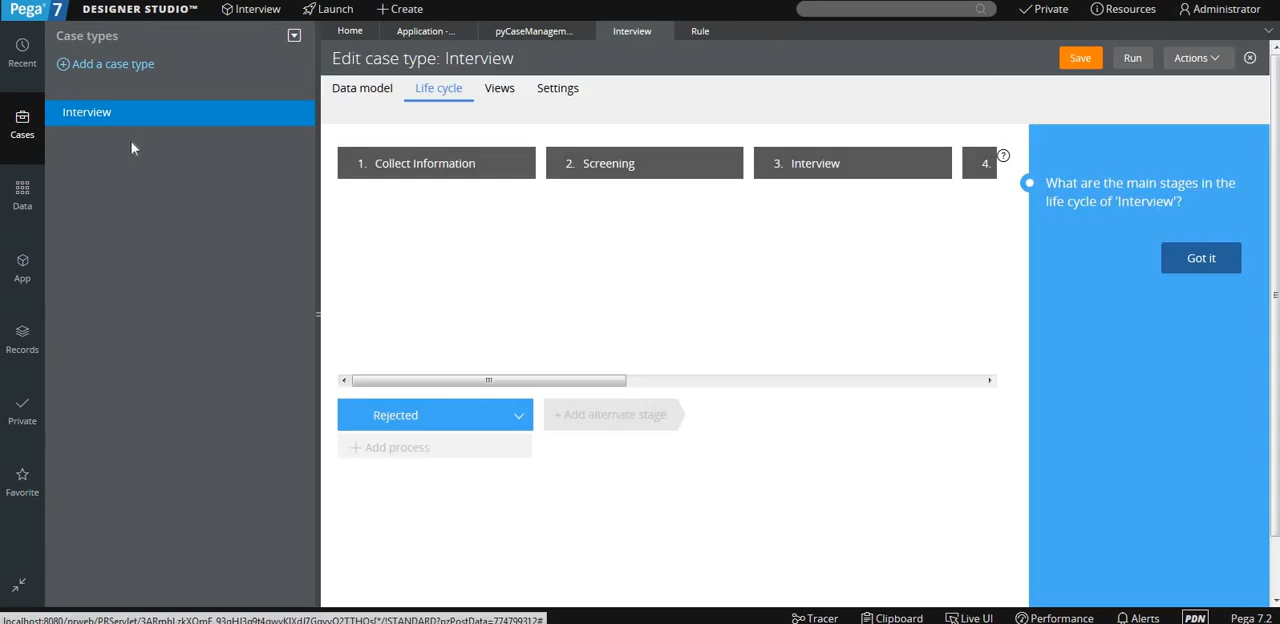 Pega 7 DESIGNER STUDIO™ Interview Launch Create Private Resources Administrator
Recent
Cases
Data
App
Records
Private
Favorite
Case types
Add a case type
Interview
Home Application -... pyCaseManagem... Interview Rule
Edit case type: Interview Save Run Actions
Data model Life cycle Views Settings
1. Collect Information 2. Screening 3. Interview 4. ?
What are the main stages in the
life cycle of 'Interview'?
Got it
Rejected + Add alternate stage
+ Add process
Tracer Clipboard Live UI Performance Alerts PDN Pega 7.2